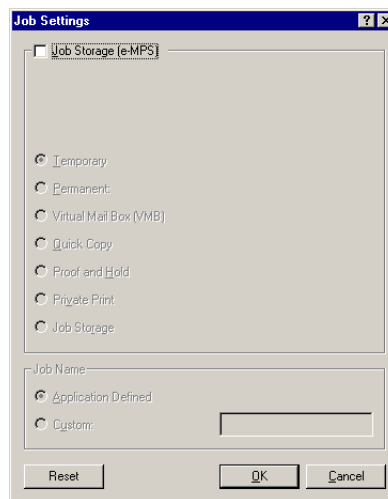 Job Settings
Job Storage (e-MPS)
Temporary
Permanent:
Virtual Mail Box (VMB)
Quick Copy
Proof and Hold
Private Print
Job Storage
Job Name
Application Defined
Custom:
Reset OK Cancel